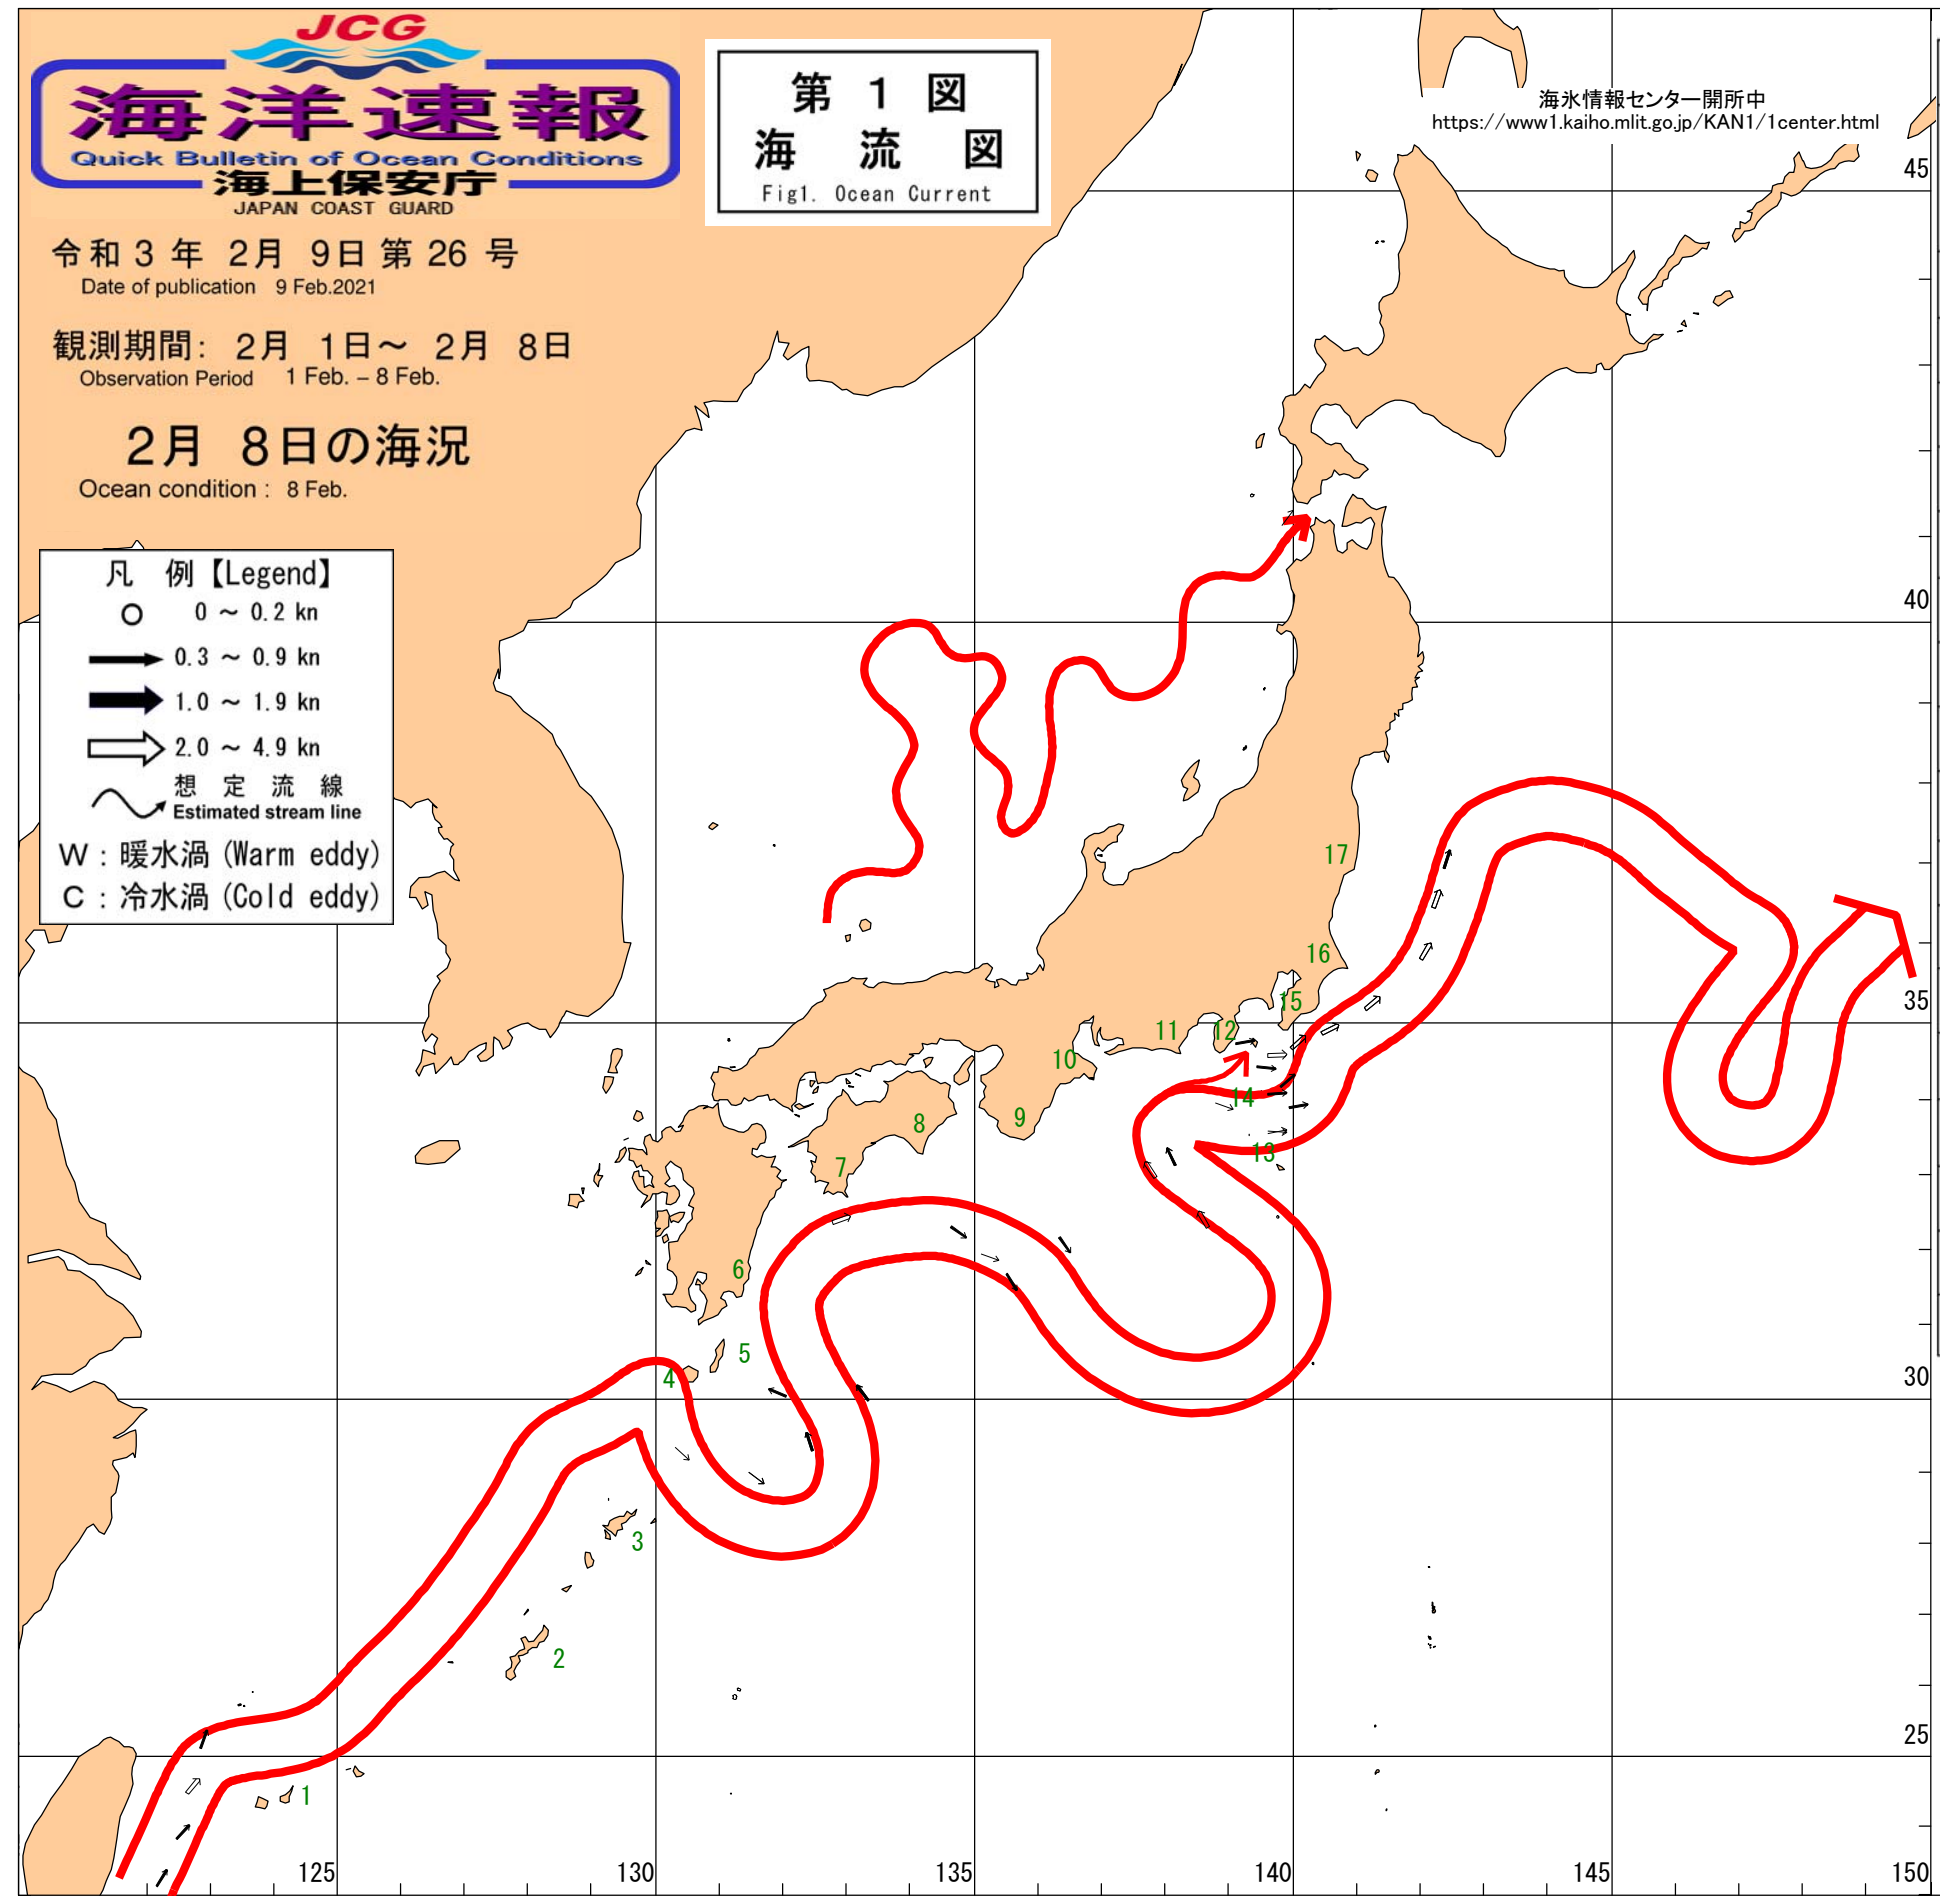 JCG
海洋速報
Quick Bulletin of Ocean Conditions
海上保安庁
JAPAN COAST GUARD
令和 3 年 2月 9日 第 26 号
Date of publication 9 Feb.2021
観測期間: 2月 1日～ 2月 8日
Observation Period 1 Feb. – 8 Feb.
2月 8日の海況
Ocean condition : 8 Feb.
第 1 図
海 流 図
Fig1. Ocean Current
海氷情報センター開所中
https://www1.kaiho.mlit.go.jp/KAN1/1center.html
凡 例【Legend】
0 ～ 0.2 kn
0.3 ～ 0.9 kn
1.0 ～ 1.9 kn
2.0 ～ 4.9 kn
想 定 流 線
Estimated stream line
W : 暖水渦 (Warm eddy)
C : 冷水渦 (Cold eddy)
45
40
35
30
25
17
16
15
12
11
10
14
13
9
8
7
6
5
4
3
2
1
125
130
135
140
145
150